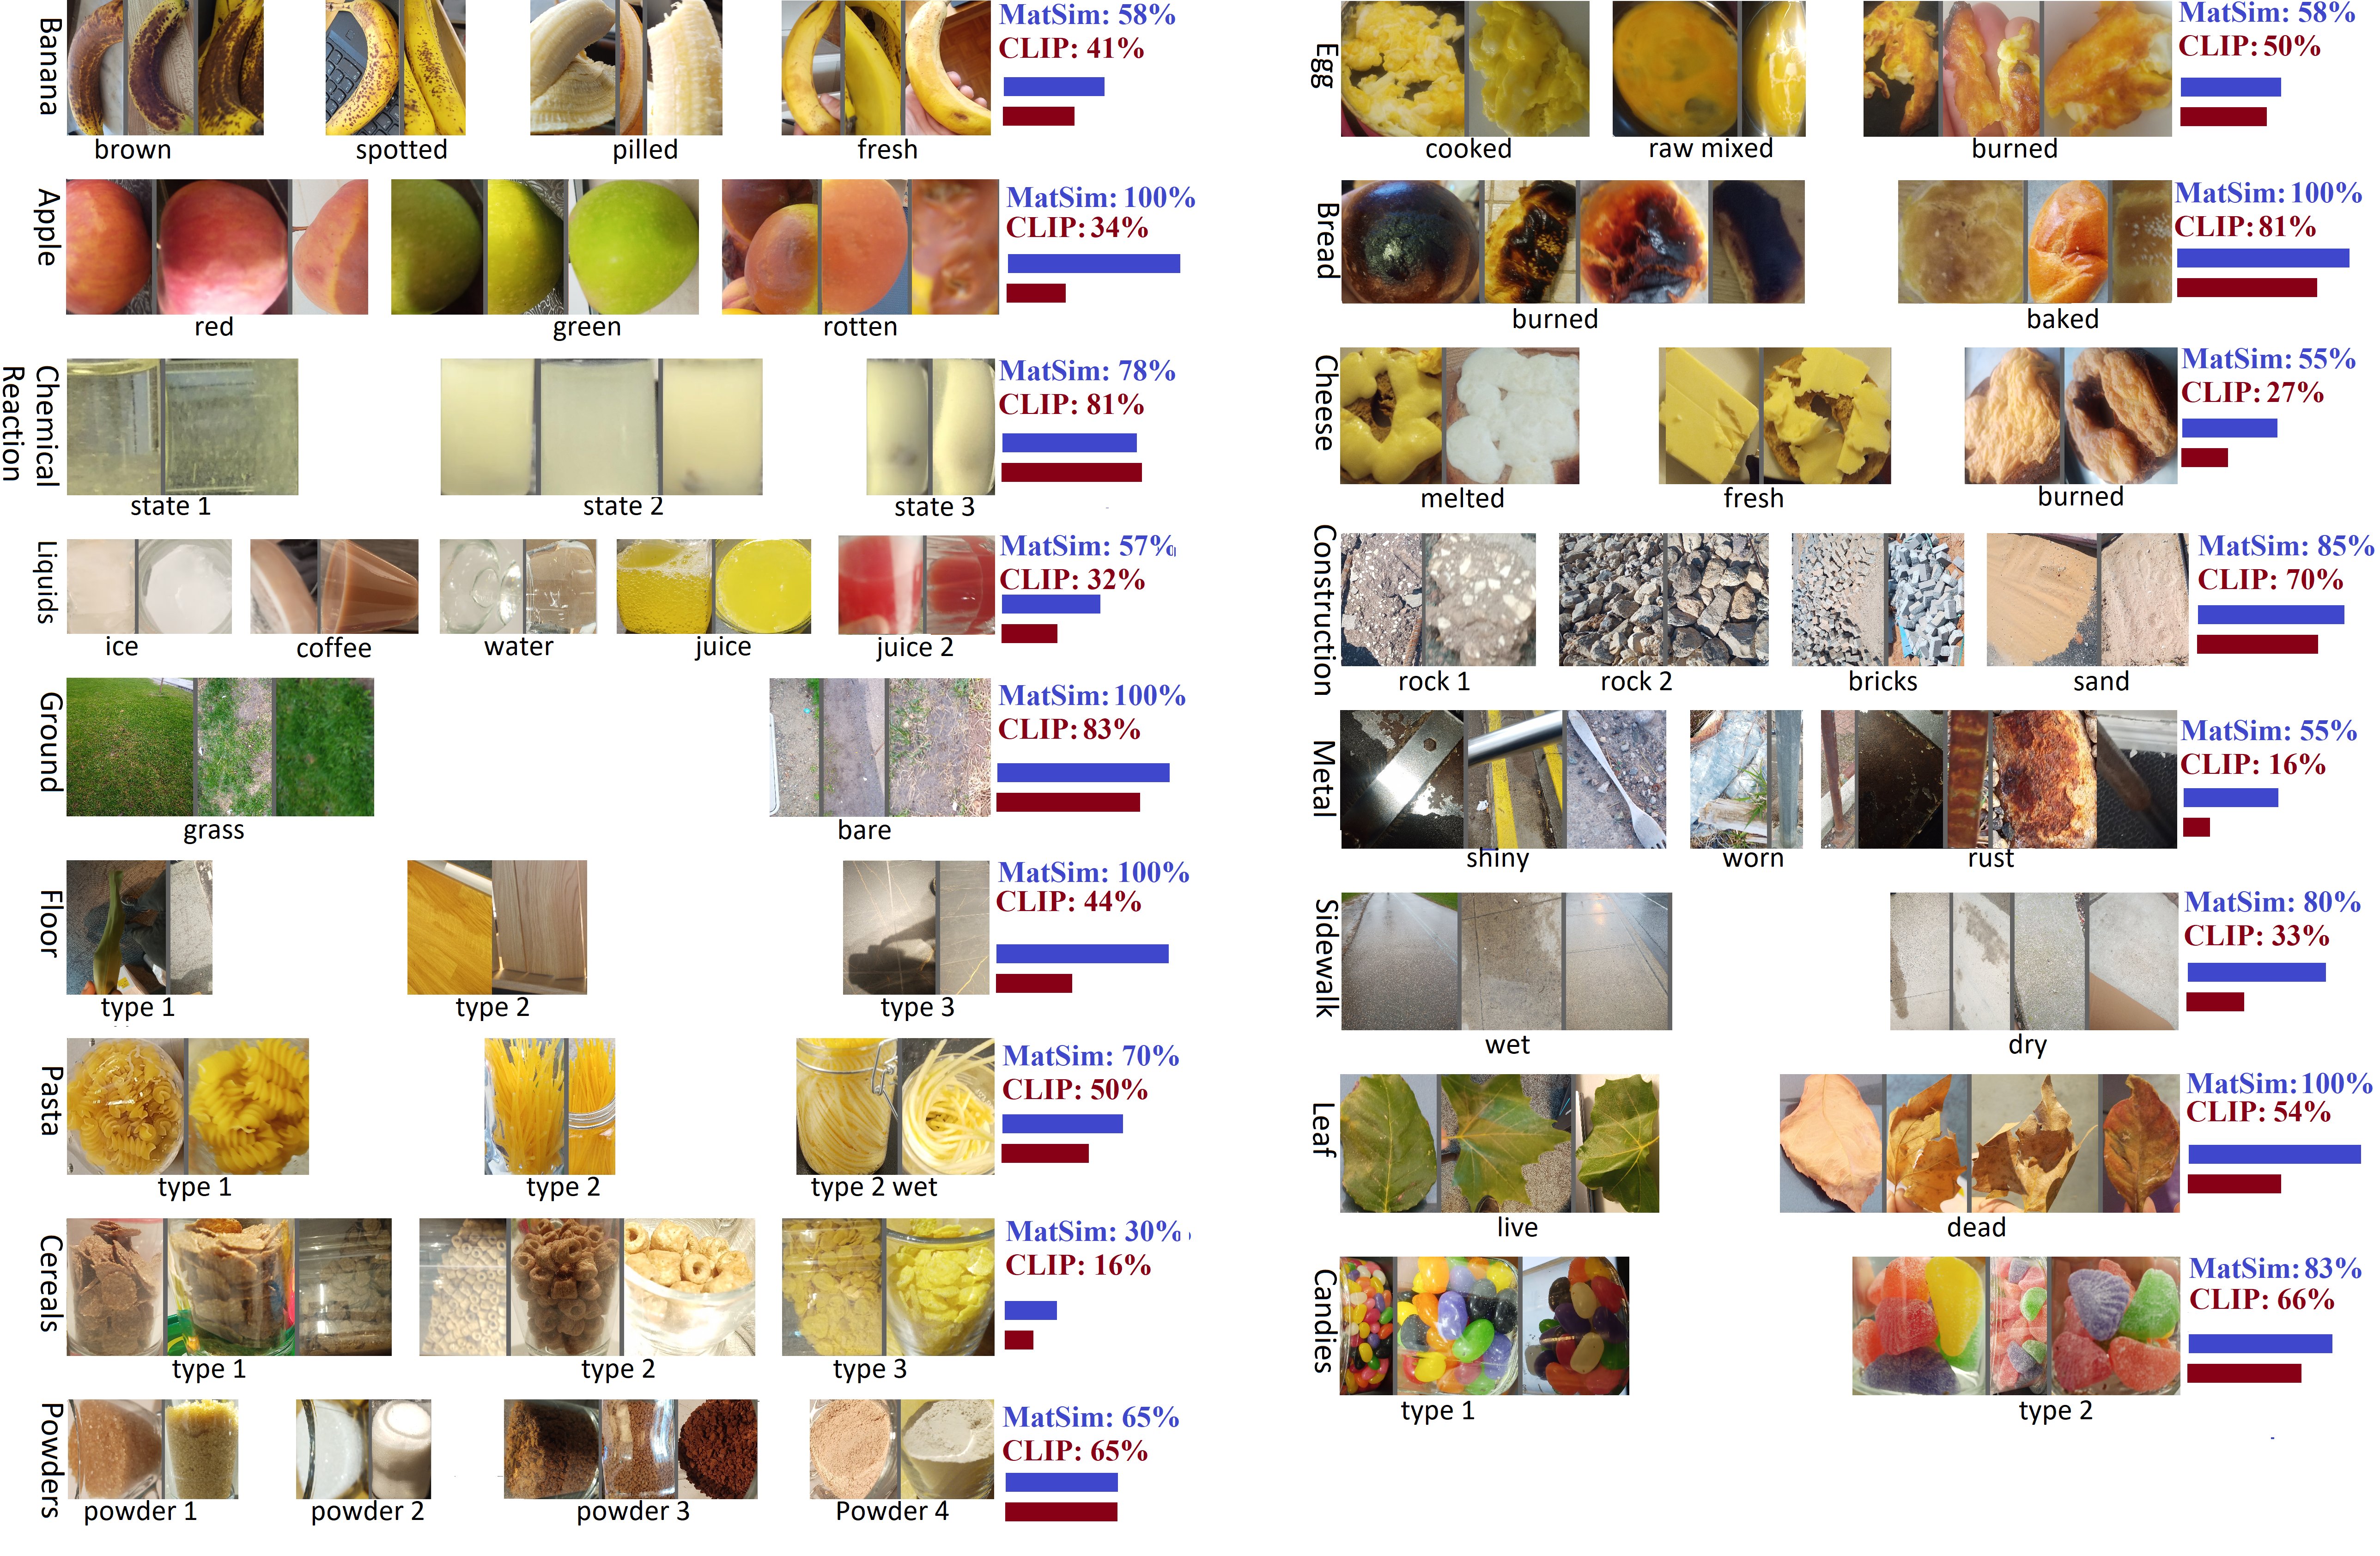 Banana
brown
spotted
pilled
fresh
MatSim: 58%
CLIP: 41%
Apple
red
green
rotten
MatSim: 100%
CLIP: 34%
Chemical
Reaction
state 1
state 2
state 3
MatSim: 78%
CLIP: 81%
Liquids
ice
coffee
water
juice
juice 2
MatSim: 57%
CLIP: 32%
Ground
grass
bare
MatSim: 100%
CLIP: 83%
Floor
type 1
type 2
type 3
MatSim: 100%
CLIP: 44%
Pasta
type 1
type 2
type 2 wet
MatSim: 70%
CLIP: 50%
Cereals
type 1
type 2
type 3
MatSim: 30%
CLIP: 16%
Powders
powder 1
powder 2
powder 3
Powder 4
MatSim: 65%
CLIP: 65%
Egg
cooked
raw mixed
burned
MatSim: 58%
CLIP: 50%
Bread
burned
baked
MatSim: 100%
CLIP: 81%
Cheese
melted
fresh
burned
MatSim: 55%
CLIP: 27%
Construction
rock 1
rock 2
bricks
sand
MatSim: 85%
CLIP: 70%
Metal
shiny
worn
rust
MatSim: 55%
CLIP: 16%
Sidewalk
wet
dry
MatSim: 80%
CLIP: 33%
Leaf
live
dead
MatSim: 100%
CLIP: 54%
Candies
type 1
type 2
MatSim: 83%
CLIP: 66%